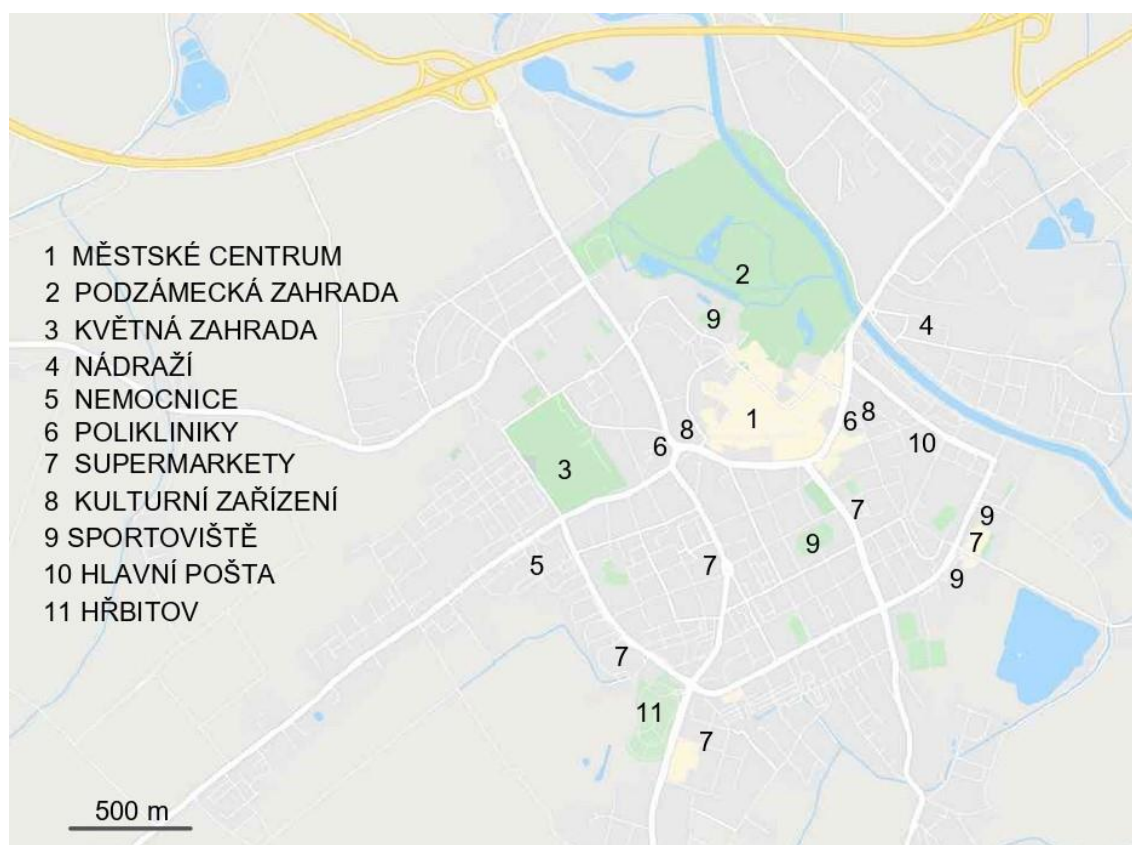 1 MĚSTSKÉ CENTRUM
2 PODZÁMECKÁ ZAHRADA
3 KVĚTNÁ ZAHRADA
4 NÁDRAŽÍ
5 NEMOCNICE
6 POLIKLINIKY
7 SUPERMARKETY
8 KULTURNÍ ZAŘÍZENÍ
9 SPORTOVIŠTĚ
10 HLAVNÍ POŠTA
11 HŘBITOV
2
9
4
1
8
6
8
6
10
3
7
9
9
7
5
7
9
7
11
7
500 m